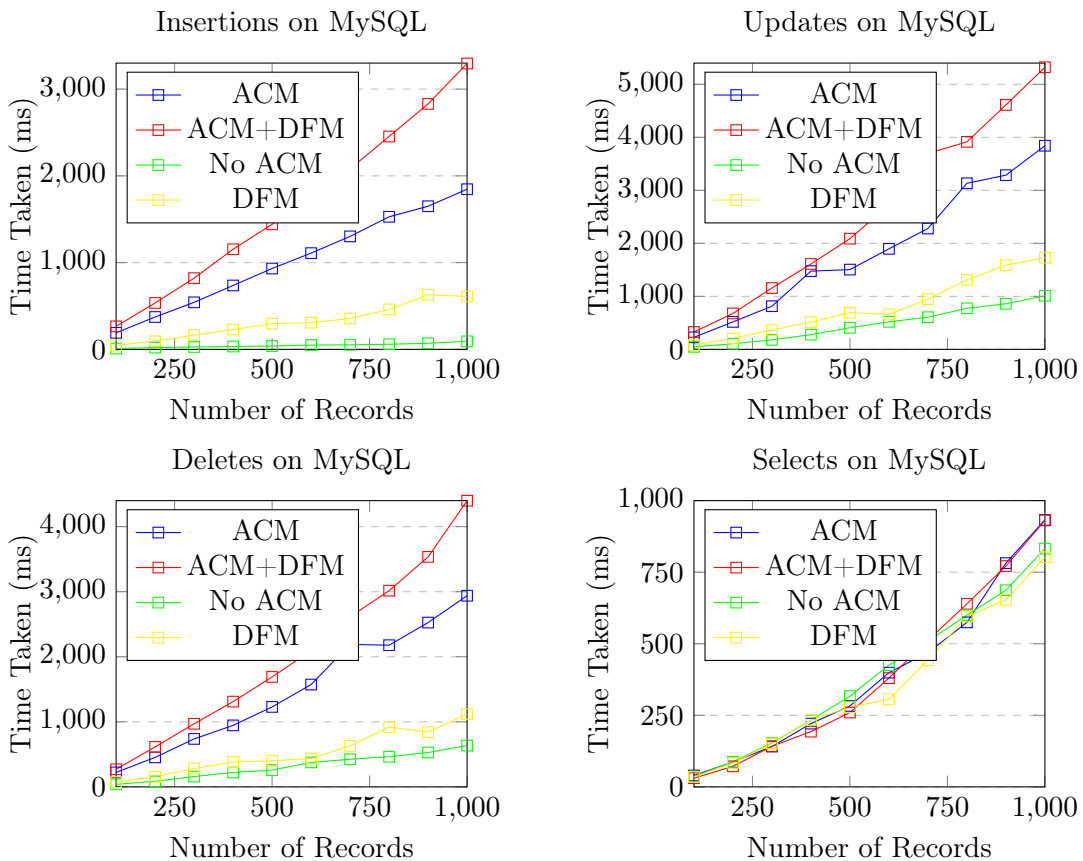 Insertions on MySQL
3,000
2,000
1,000
0
250
500
750
1,000
Time Taken (ms)
Number of Records
ACM
ACM+DFM
No ACM
DFM
Updates on MySQL
5,000
4,000
3,000
2,000
1,000
0
250
500
750
1,000
Time Taken (ms)
Number of Records
ACM
ACM+DFM
No ACM
DFM
Deletes on MySQL
4,000
3,000
2,000
1,000
0
250
500
750
1,000
Time Taken (ms)
Number of Records
ACM
ACM+DFM
No ACM
DFM
Selects on MySQL
1,000
750
500
250
0
250
500
750
1,000
Time Taken (ms)
Number of Records
ACM
ACM+DFM
No ACM
DFM